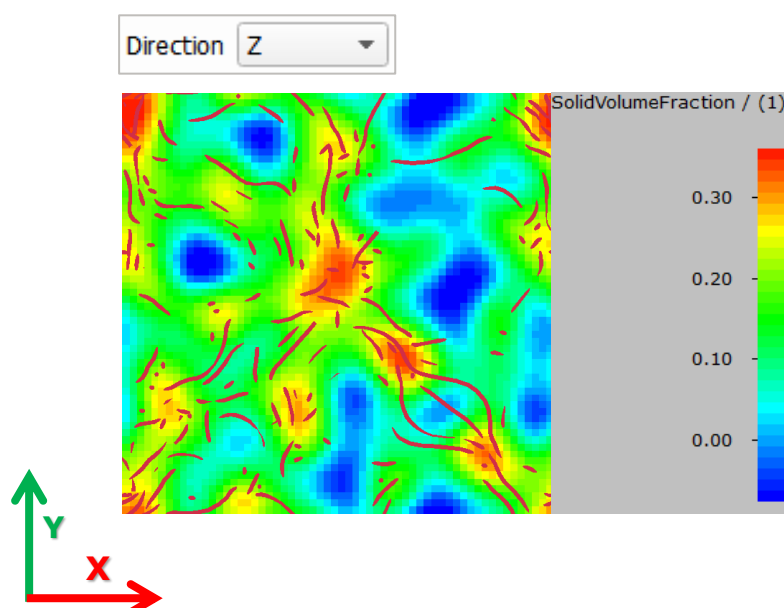 Direction Z
SolidVolumeFraction / (1)
0.30
0.20
0.10
0.00
Y
X